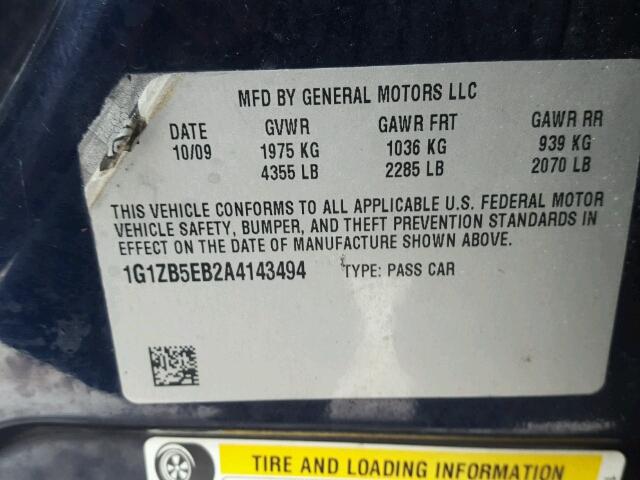 MFD BY GENERAL MOTORS LLC
DATE GVWR GAWR FRT GAWR RR
10/09 1975 KG 1036 KG 939 KG
4355 LB 2285 LB 2070 LB
THIS VEHICLE CONFORMS TO ALL APPLICABLE U.S. FEDERAL MOTOR
VEHICLE SAFETY, BUMPER, AND THEFT PREVENTION STANDARDS IN
EFFECT ON THE DATE OF MANUFACTURE SHOWN ABOVE.
1G1ZB5EB2A4143494 TYPE: PASS CAR
TIRE AND LOADING INFORMATION